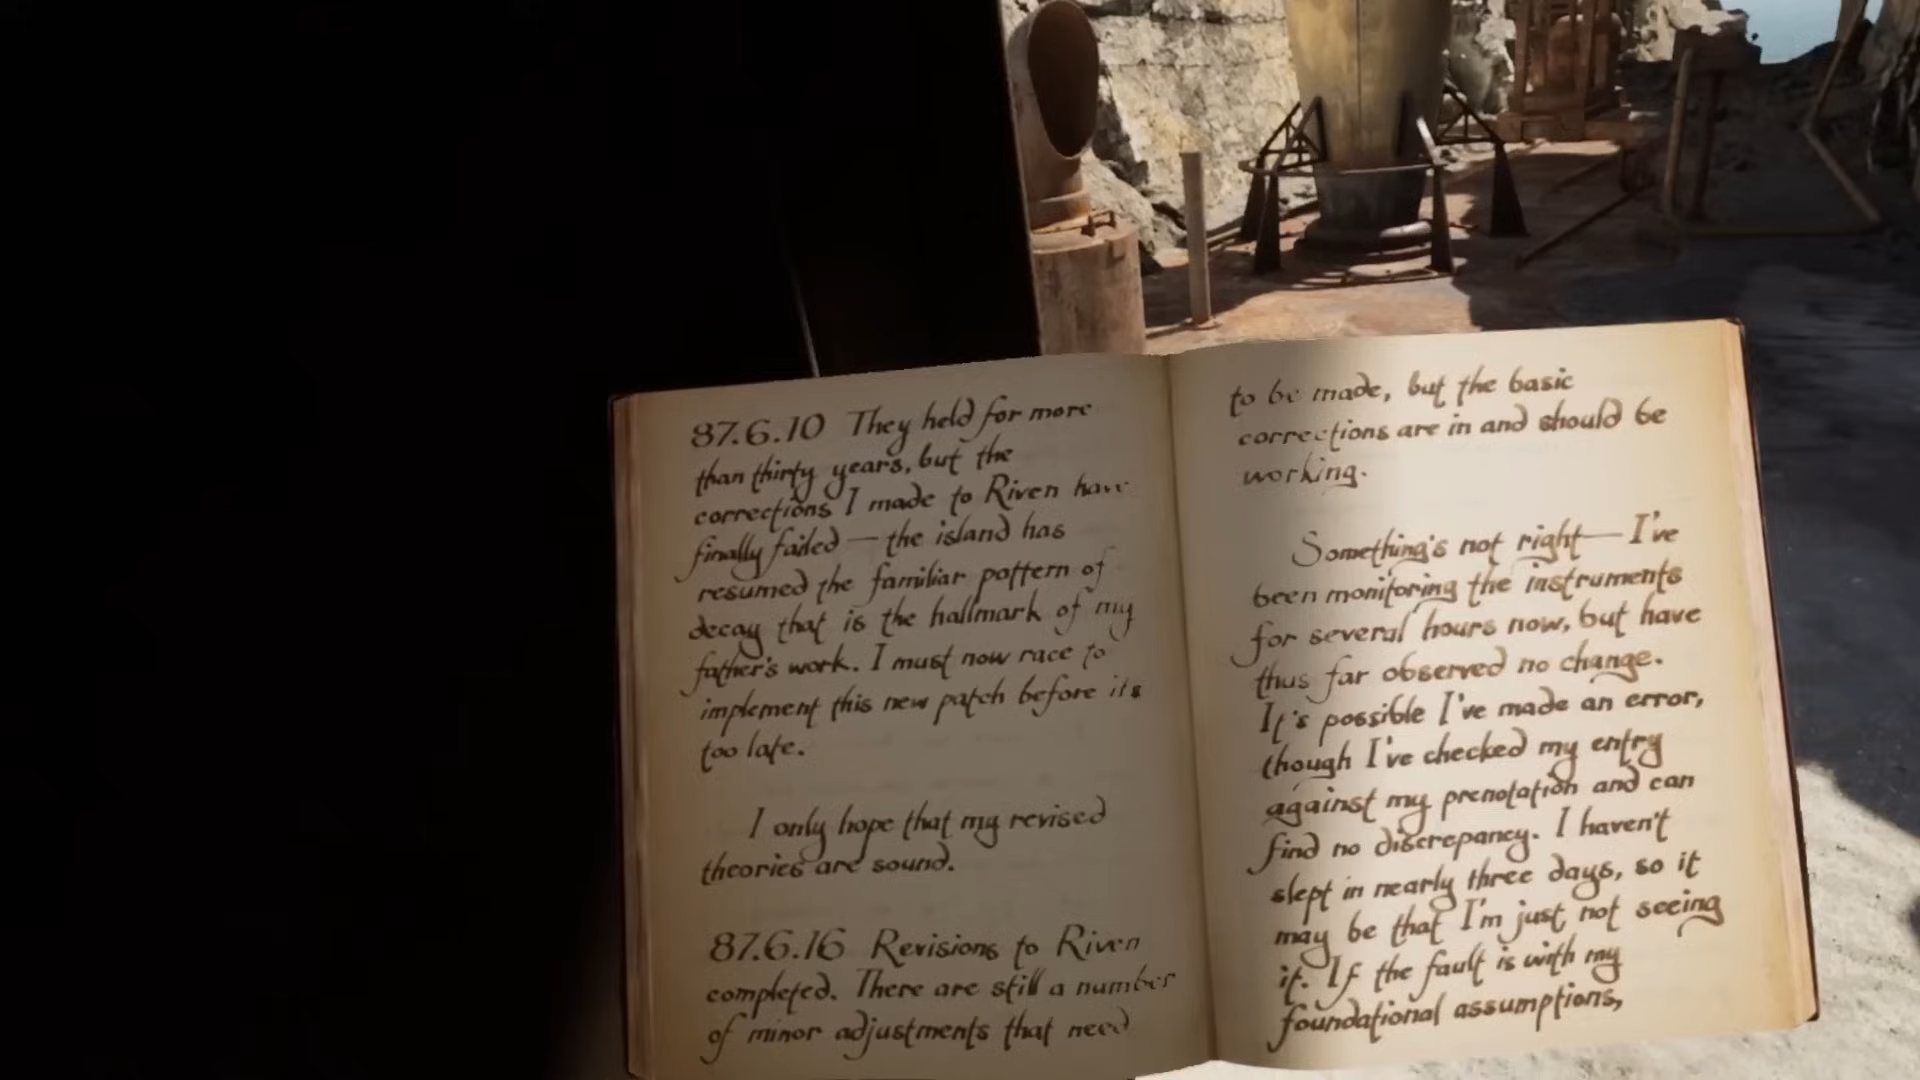 87.6.10 They held for more
than thirty years, but the
corrections I made to Riven have
finally failed — the island has
resumed the familiar pattern of
decay that is the hallmark of my
father's work. I must now race to
implement this new patch before its
too late.
I only hope that my revised
theories are sound.
87.6.16 Revisions to Riven
completed. There are still a number
of minor adjustments that need
to be made, but the basic
corrections are in and should be
working.
Something's not right— I've
been monitoring the instruments
for several hours now, but have
thus far observed no change.
It's possible I've made an error,
though I've checked my entry
against my prenotation and can
find no discrepancy. I haven't
slept in nearly three days, so it
may be that I'm just not seeing
it. If the fault is with my
foundational assumptions,